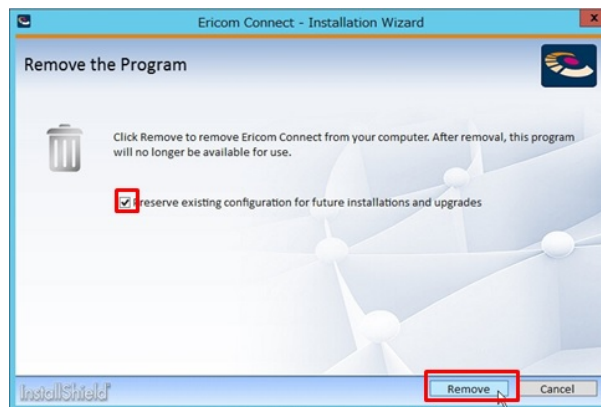 Ericom Connect - Installation Wizard
x
Remove the Program
Click Remove to remove Ericom Connect from your computer. After removal, this program
will no longer be available for use.
Preserve existing configuration for future installations and upgrades
InstallShield
Remove
Cancel